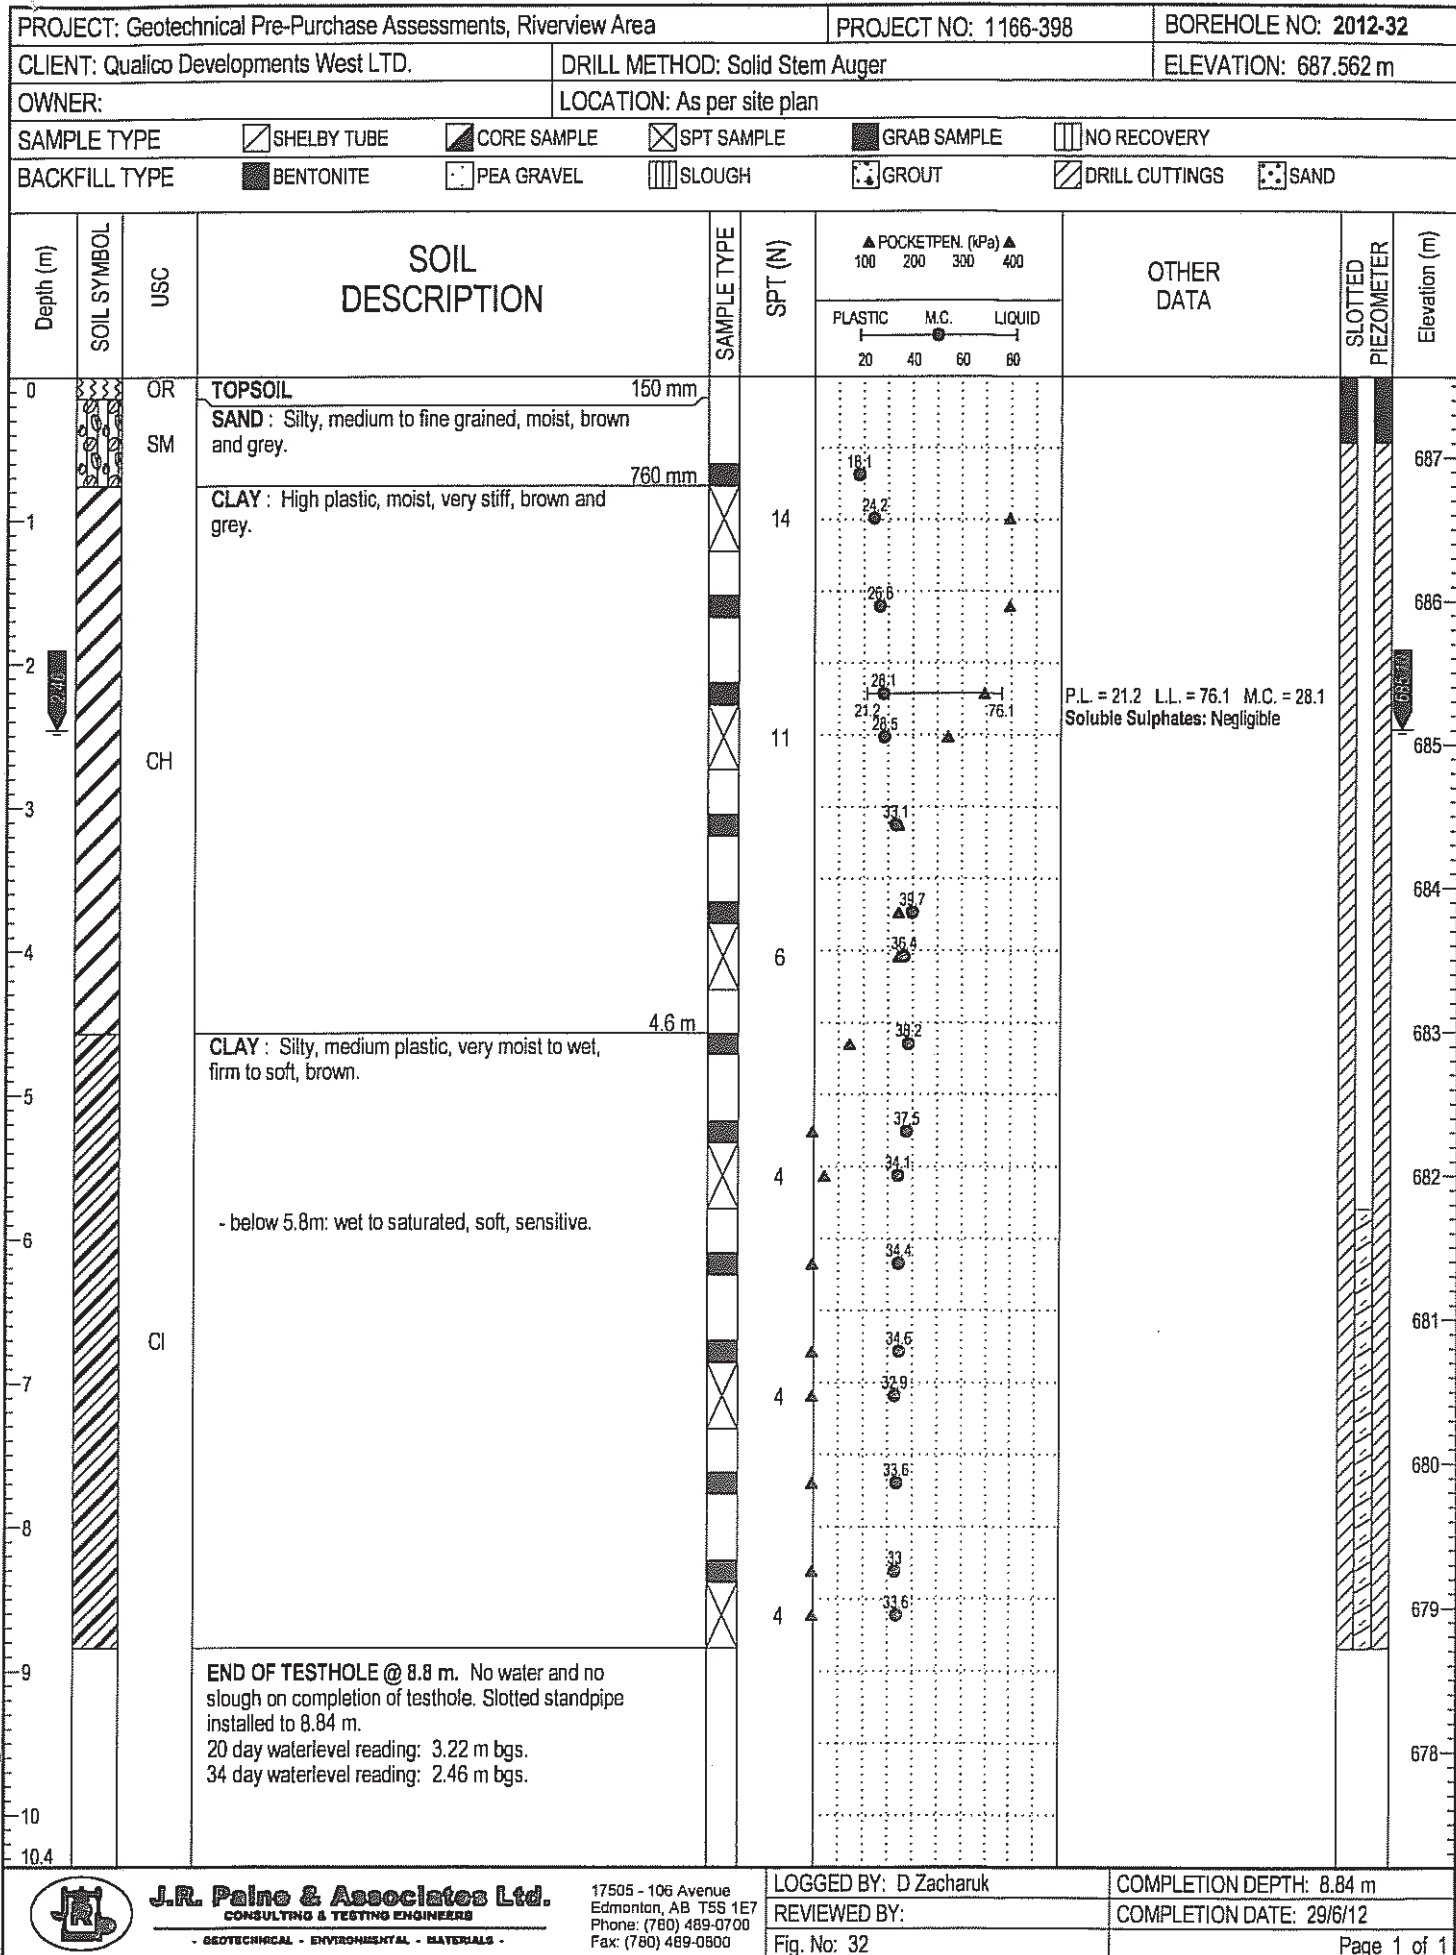 PROJECT: Geotechnical Pre-Purchase Assessments, Riverview Area
PROJECT NO: 1166-398
BOREHOLE NO: 2012-32
CLIENT: Qualico Developments West LTD.
DRILL METHOD: Solid Stem Auger
ELEVATION: 687.562 m
OWNER:
LOCATION: As per site plan
SAMPLE TYPE
SHELBY TUBE
CORE SAMPLE
SPT SAMPLE
GRAB SAMPLE
NO RECOVERY
BACKFILL TYPE
BENTONITE
PEA GRAVEL
SLOUGH
GROUT
DRILL CUTTINGS
SAND
Depth (m)
SOIL SYMBOL
USC
SOIL
DESCRIPTION
SAMPLE TYPE
SPT (N)
▲ POCKETPEN. (kPa) ▲
100 200 300 400
PLASTIC M.C. LIQUID
20 40 60 80
OTHER
DATA
SLOTTED
PIEZOMETER
Elevation (m)
0
OR
TOPSOIL 150 mm
SAND : Silty, medium to fine grained, moist, brown
SM
and grey.
687
18.1
760 mm
CLAY : High plastic, moist, very stiff, brown and
grey.
24.2
1
14
26.6
686
2
28.1
21.2
76.1
P.L. = 21.2 L.L. = 76.1 M.C. = 28.1
Soluble Sulphates: Negligible
28.5
11
685
CH
3
33.1
684
39.7
36.4
4
6
4.6 m
683
38.2
CLAY : Silty, medium plastic, very moist to wet,
firm to soft, brown.
5
37.5
34.1
4
682
- below 5.8m: wet to saturated, soft, sensitive.
6
34.4
681
CI
34.6
7
32.9
4
680
33.6
8
33
33.6
4
679
9
END OF TESTHOLE @ 8.8 m. No water and no
slough on completion of testhole. Slotted standpipe
installed to 8.84 m.
20 day waterlevel reading: 3.22 m bgs.
678
34 day waterlevel reading: 2.46 m bgs.
10
10.4
J.R. Paine & Associates Ltd.
CONSULTING & TESTING ENGINEERS
- GEOTECHNICAL - ENVIRONMENTAL - MATERIALS -
17505 - 106 Avenue
Edmonton, AB T5S 1E7
Phone: (780) 489-0700
Fax: (780) 489-0800
LOGGED BY: D Zacharuk
COMPLETION DEPTH: 8.84 m
REVIEWED BY:
COMPLETION DATE: 29/6/12
Fig. No: 32
Page 1 of 1